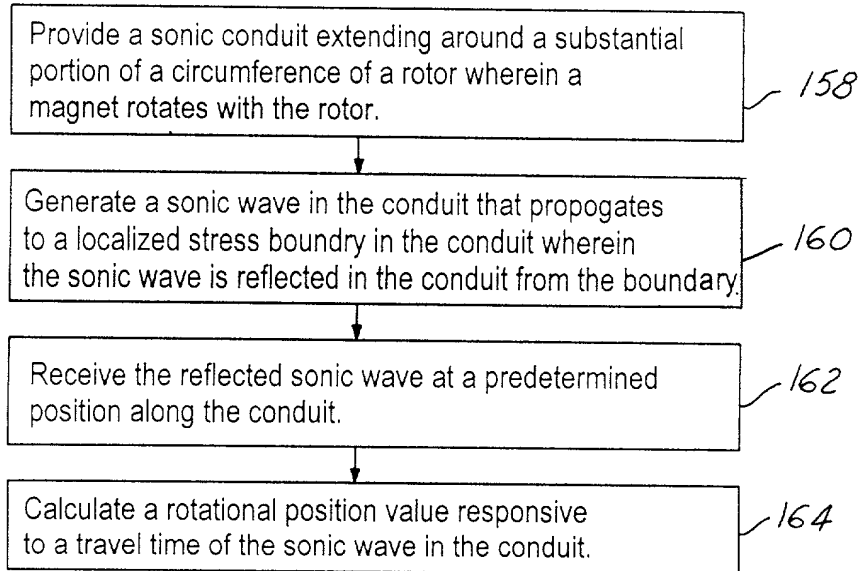 Provide a sonic conduit extending around a substantial
portion of a circumference of a rotor wherein a
magnet rotates with the rotor.
158
Generate a sonic wave in the conduit that propogates
to a localized stress boundry in the conduit wherein
the sonic wave is reflected in the conduit from the boundary.
160
Receive the reflected sonic wave at a predetermined
position along the conduit.
162
Calculate a rotational position value responsive
to a travel time of the sonic wave in the conduit.
164